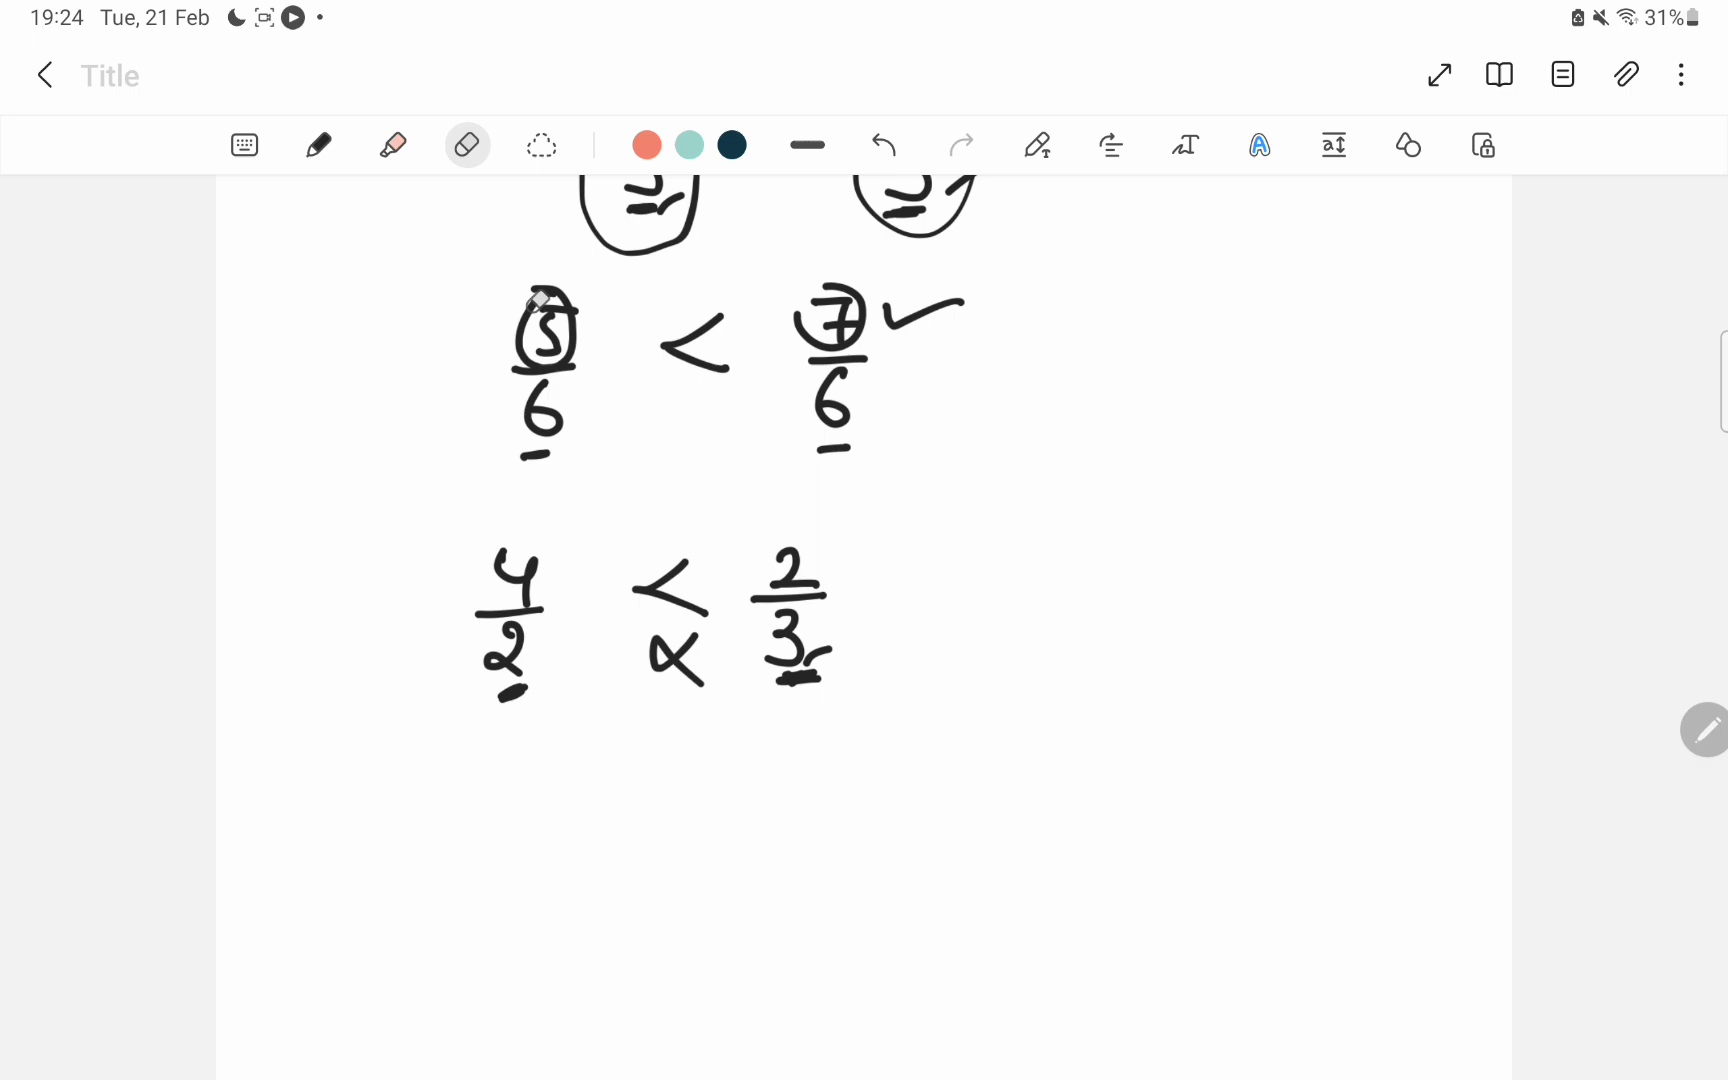 19:24 Tue, 21 Feb 31%
Title
5/6 < 7/6 ✓
4/2 < 2/3